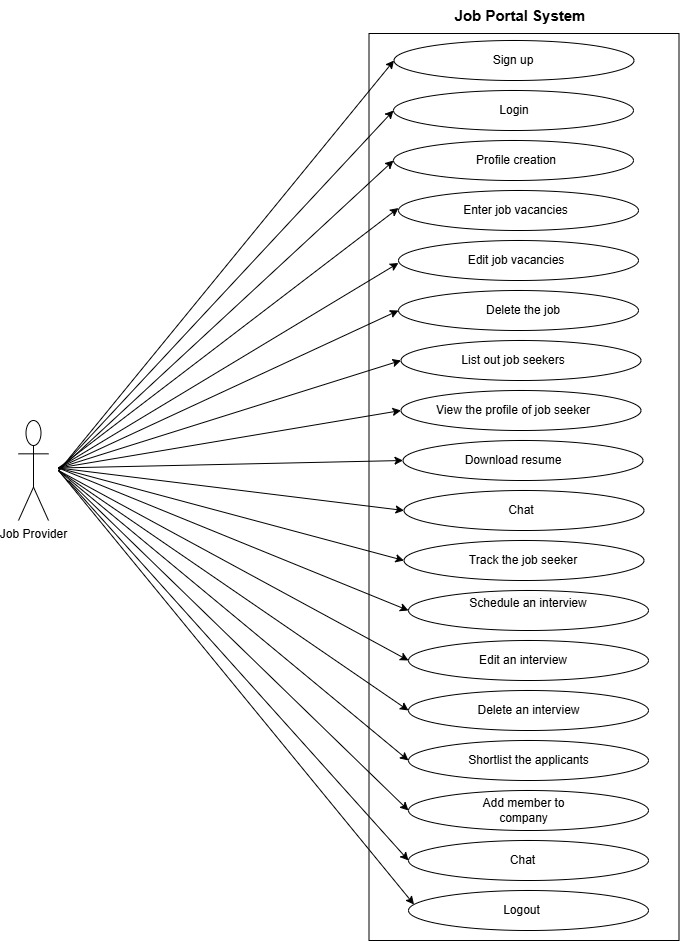 Job Portal System
Sign up
Login
Profile creation
Enter job vacancies
Edit job vacancies
Delete the job
List out job seekers
View the profile of job seeker
Download resume
Chat
Track the job seeker
Schedule an interview
Edit an interview
Delete an interview
Shortlist the applicants
Add member to
company
Chat
Logout
Job Provider